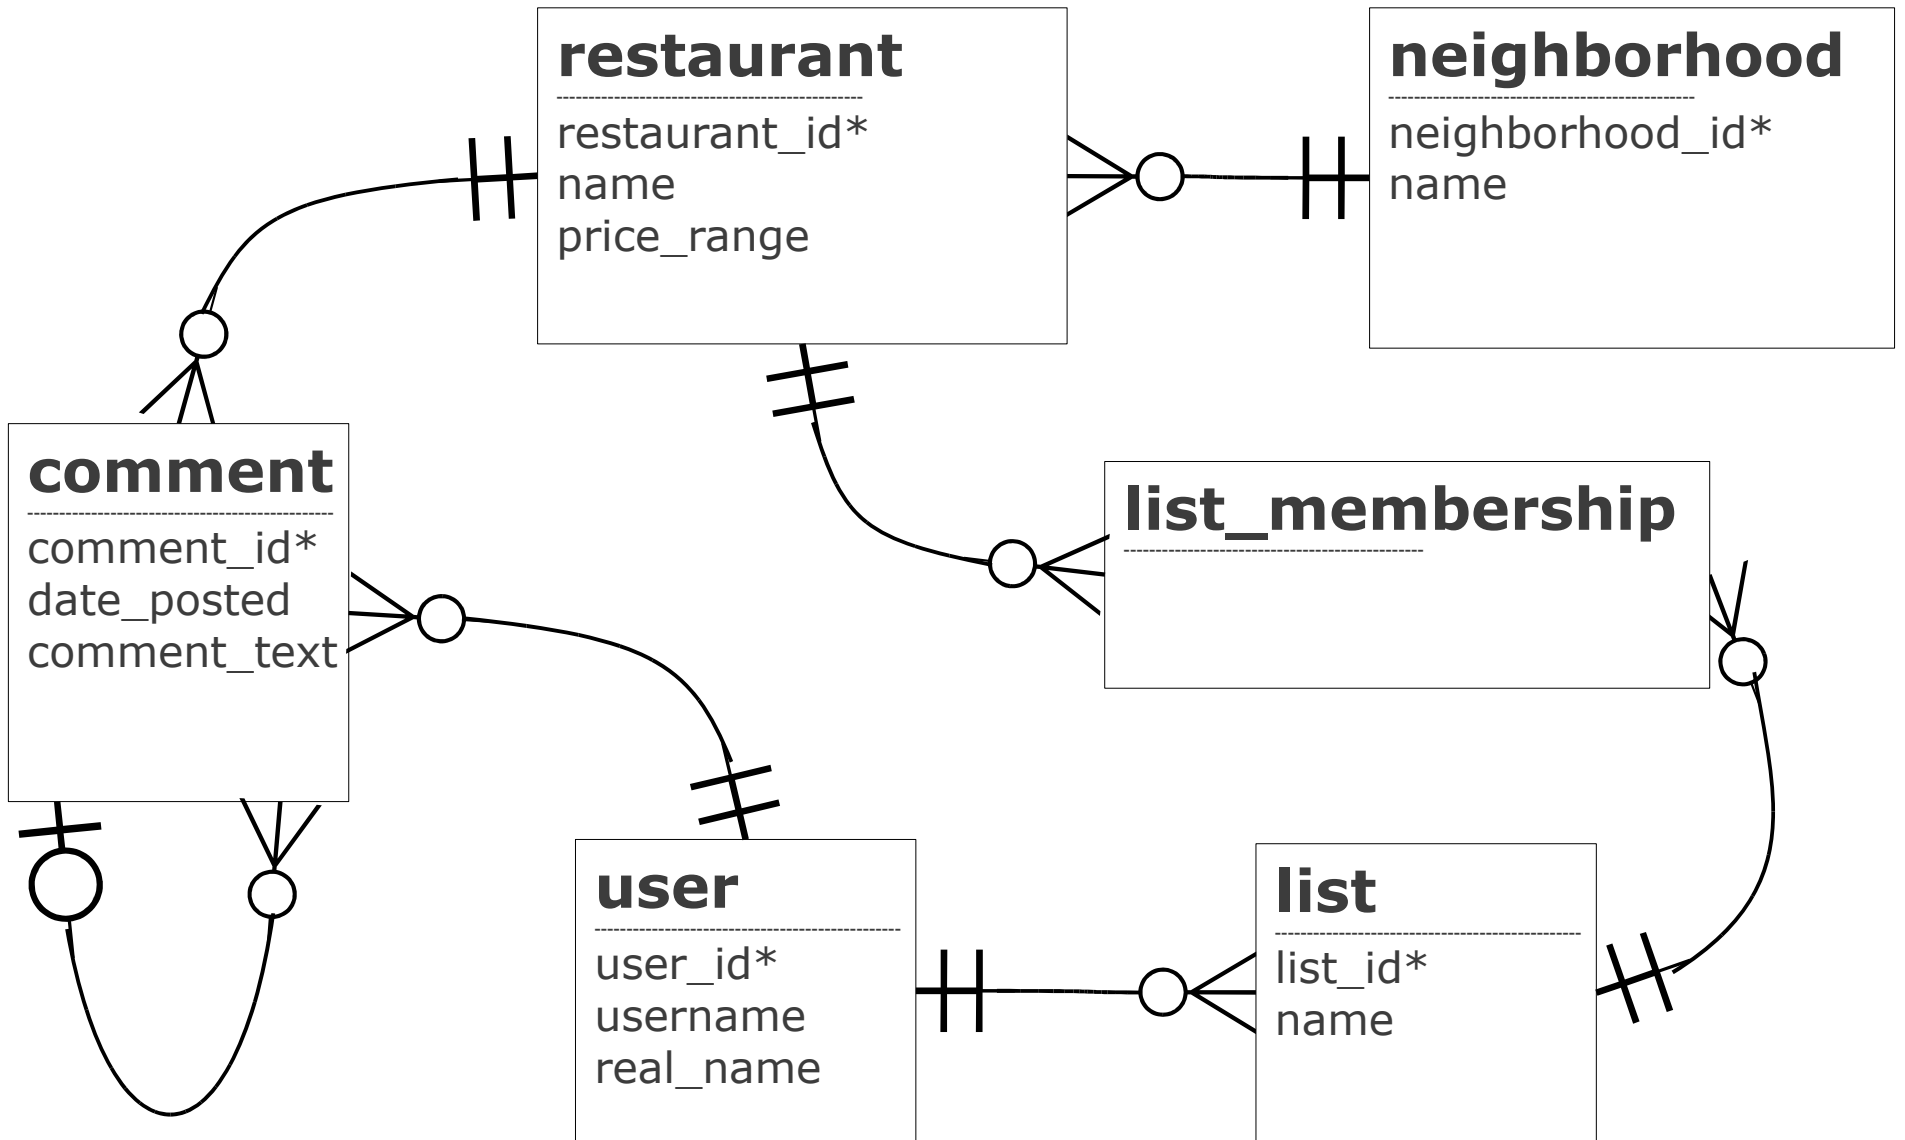 restaurant
restaurant_id*
name
price_range
neighborhood
neighborhood_id*
name
comment
comment_id*
date_posted
comment_text
list_membership
user
user_id*
username
real_name
list
list_id*
name